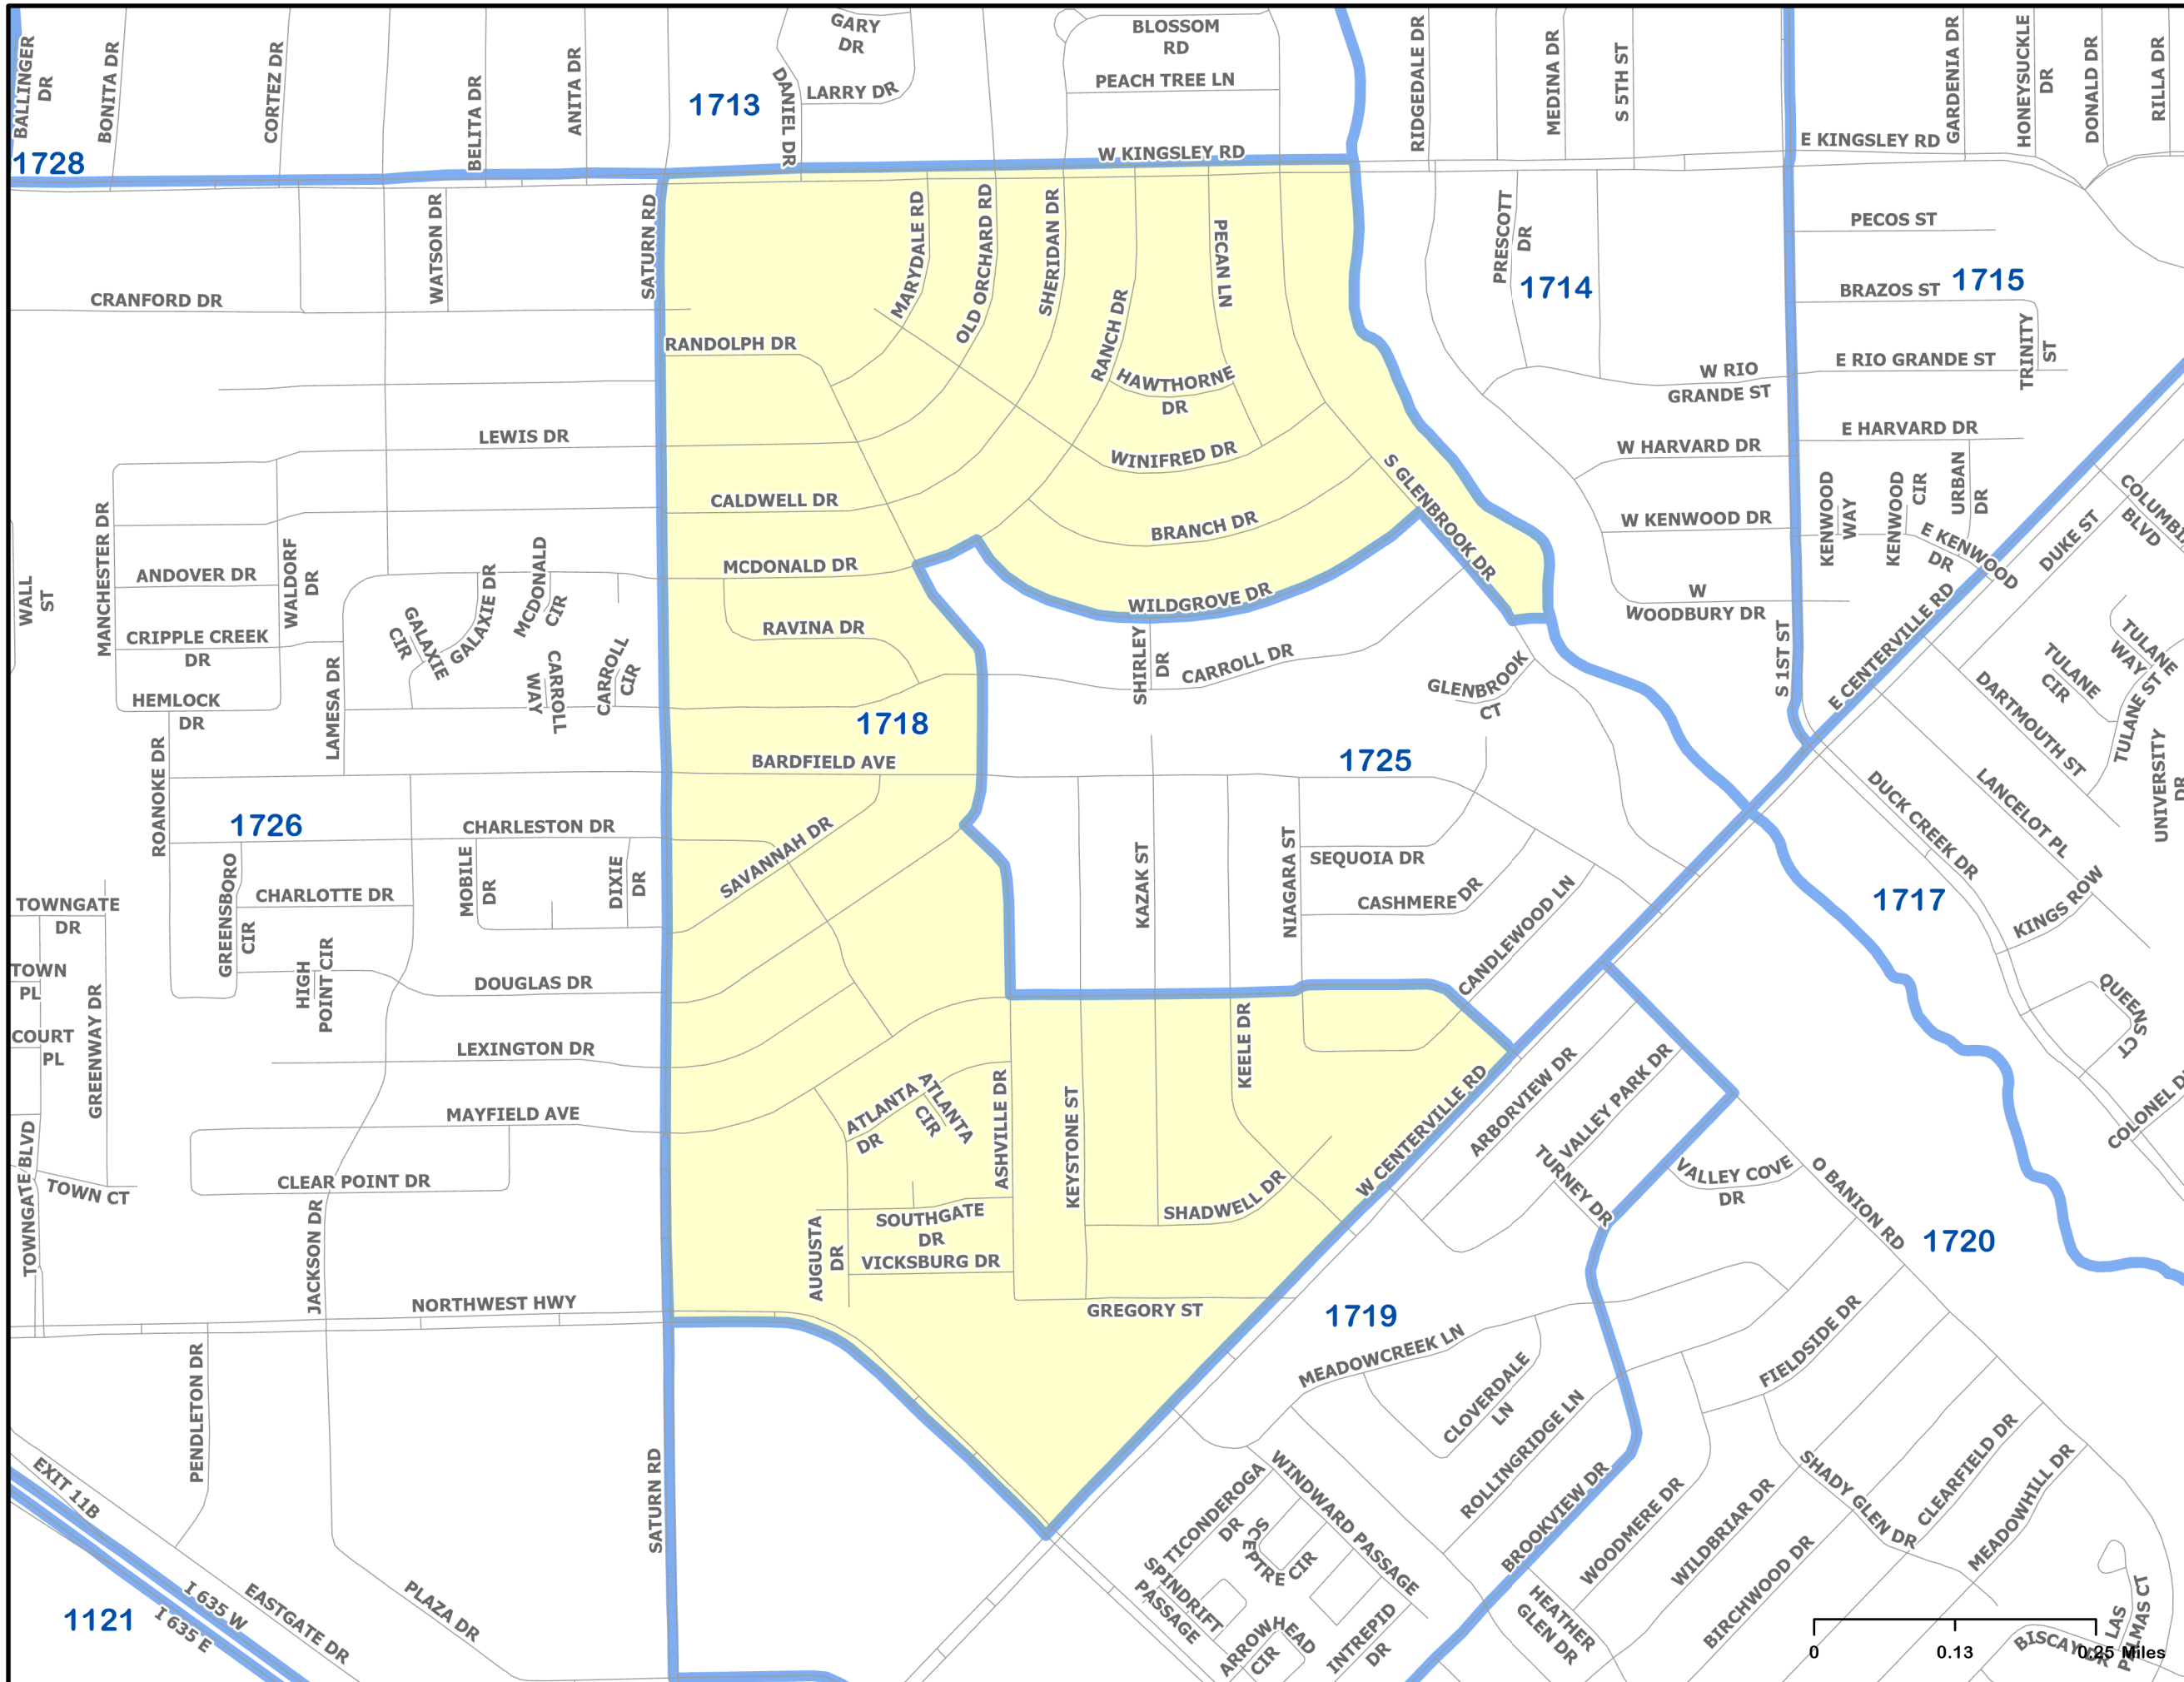 BALLINGER
DR
BONITA DR
CORTEZ DR
BELITA DR
ANITA DR
1713
DANIEL DR
GARY
DR
LARRY DR
BLOSSOM
RD
PEACH TREE LN
W KINGSLEY RD
RIDGEDALE DR
MEDINA DR
S 5TH ST
E KINGSLEY RD
GARDENIA DR
HONEYSUCKLE
DR
DONALD DR
RILLA DR
1728
WATSON DR
SATURN RD
CRANFORD DR
MARYDALE RD
OLD ORCHARD RD
SHERIDAN DR
RANCH DR
PECAN LN
PRESCOTT
DR
1714
PECOS ST
1715
BRAZOS ST
TRINITY
ST
RANDOLPH DR
HAWTHORNE
DR
W RIO
GRANDE ST
E RIO GRANDE ST
LEWIS DR
WINIFRED DR
W HARVARD DR
E HARVARD DR
S GLENBROOK DR
CALDWELL DR
BRANCH DR
W KENWOOD DR
KENWOOD
WAY
KENWOOD
CIR
URBAN
DR
E KENWOOD
DR
DUKE ST
BLVD
MANCHESTER DR
WALL
ST
ANDOVER DR
WALDORF
DR
MCDONALD DR
MCDONALD
CIR
GALAXIE DR
GALAXIE
CIR
CRIPPLE CREEK
DR
RAVINA DR
WILDGROVE DR
W
WOODBURY DR
S 1ST ST
E CENTERVILLE RD
TULANE
WAY
TULANE
CIR
TULANE ST
HEMLOCK
DR
LAMESA DR
CARROLL
WAY
CARROLL
CIR
SHIRLEY
DR
CARROLL DR
GLENBROOK
CT
DARTMOUTH ST
UNIVERSITY
DR
1718
BARDFIELD AVE
1725
ROANOKE DR
1726
CHARLESTON DR
SAVANNAH DR
KAZAK ST
NIAGARA ST
SEQUOIA DR
DUCK CREEK DR
LANCELOT PL
MOBILE
DR
DIXIE
DR
GREENSBORO
CIR
CHARLOTTE DR
CASHMERE DR
CANDLEWOOD LN
1717
KINGS ROW
TOWNGATE
DR
TOWN
PL
COURT
PL
GREENWAY DR
HIGH
POINT CIR
DOUGLAS DR
QUEENS CT
LEXINGTON DR
KEELE DR
COLONEL
MAYFIELD AVE
ATLANTA
DR
ATLANTA
CIR
ASHVILLE DR
KEYSTONE ST
W CENTERVILLE RD
ARBORVIEW DR
VALLEY PARK DR
TURNEY DR
VALLEY COVE
DR
O BANION RD
TOWNGATE BLVD
TOWN CT
CLEAR POINT DR
JACKSON DR
SHADWELL DR
SOUTHGATE
DR
AUGUSTA
DR
VICKSBURG DR
1720
NORTHWEST HWY
GREGORY ST
1719
MEADOWCREEK LN
FIELDSIDE DR
PENDLETON DR
CLOVERDALE
LN
ROLLINGRIDGE LN
EXIT 11B
SATURN RD
TICONDEROGA
DR
WINDWARD PASSAGE
SCEPTRE CIR
BROOKVIEW DR
WOODMERE DR
WILDBRIAR DR
SHADY GLEN DR
CLEARFIELD DR
MEADOWHILL DR
BIRCHWOOD DR
1121
I 635 W
I 635 E
EASTGATE DR
PLAZA DR
SPINDRIFT
PASSAGE
ARROWHEAD
CIR
INTREPID
DR
HEATHER
GLEN DR
BISCAY DR
LAS
PALMAS CT
0
0.13
0.25 Miles